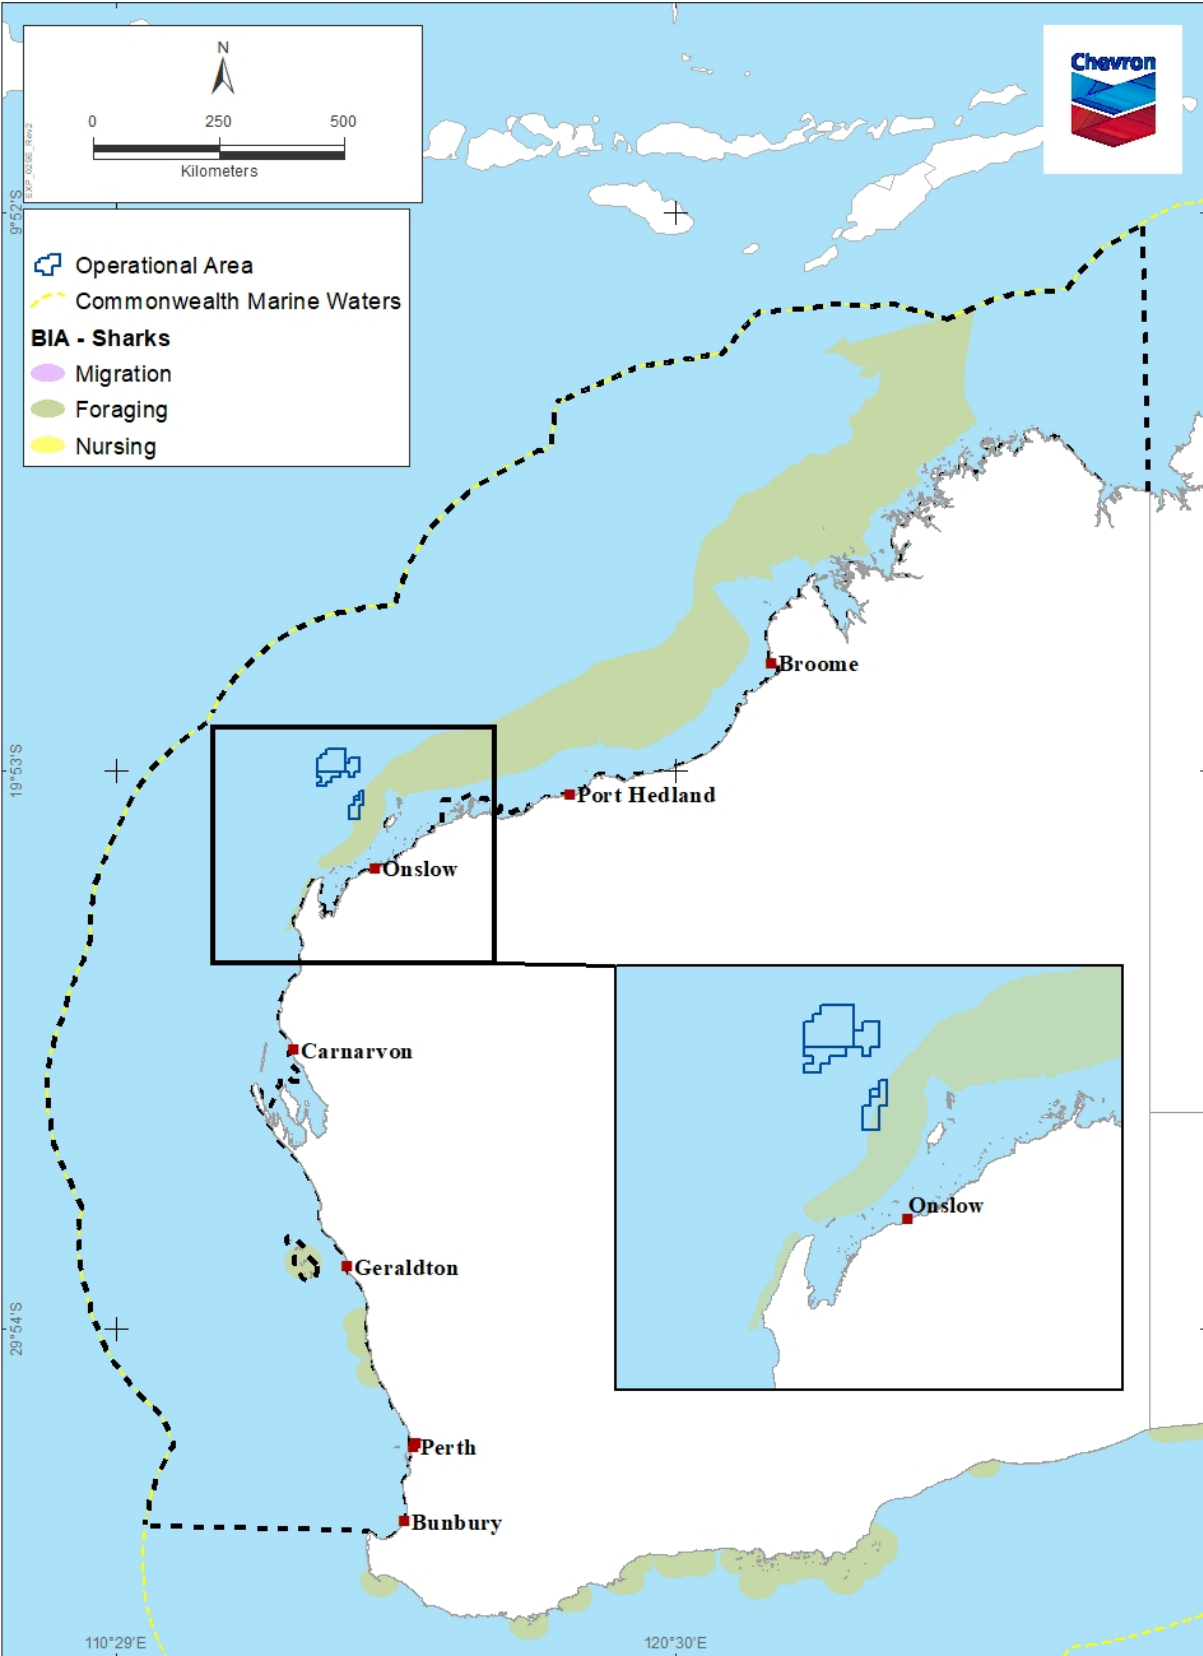 N
0 250 500
Kilometers
EXP_029E_Rev2
Chevron
9°52'S
Operational Area
Commonwealth Marine Waters
BIA - Sharks
Migration
Foraging
Nursing
Broome
19°53'S
Port Hedland
Onslow
Carnarvon
Onslow
Geraldton
29°54'S
Perth
Bunbury
110°29'E 120°30'E